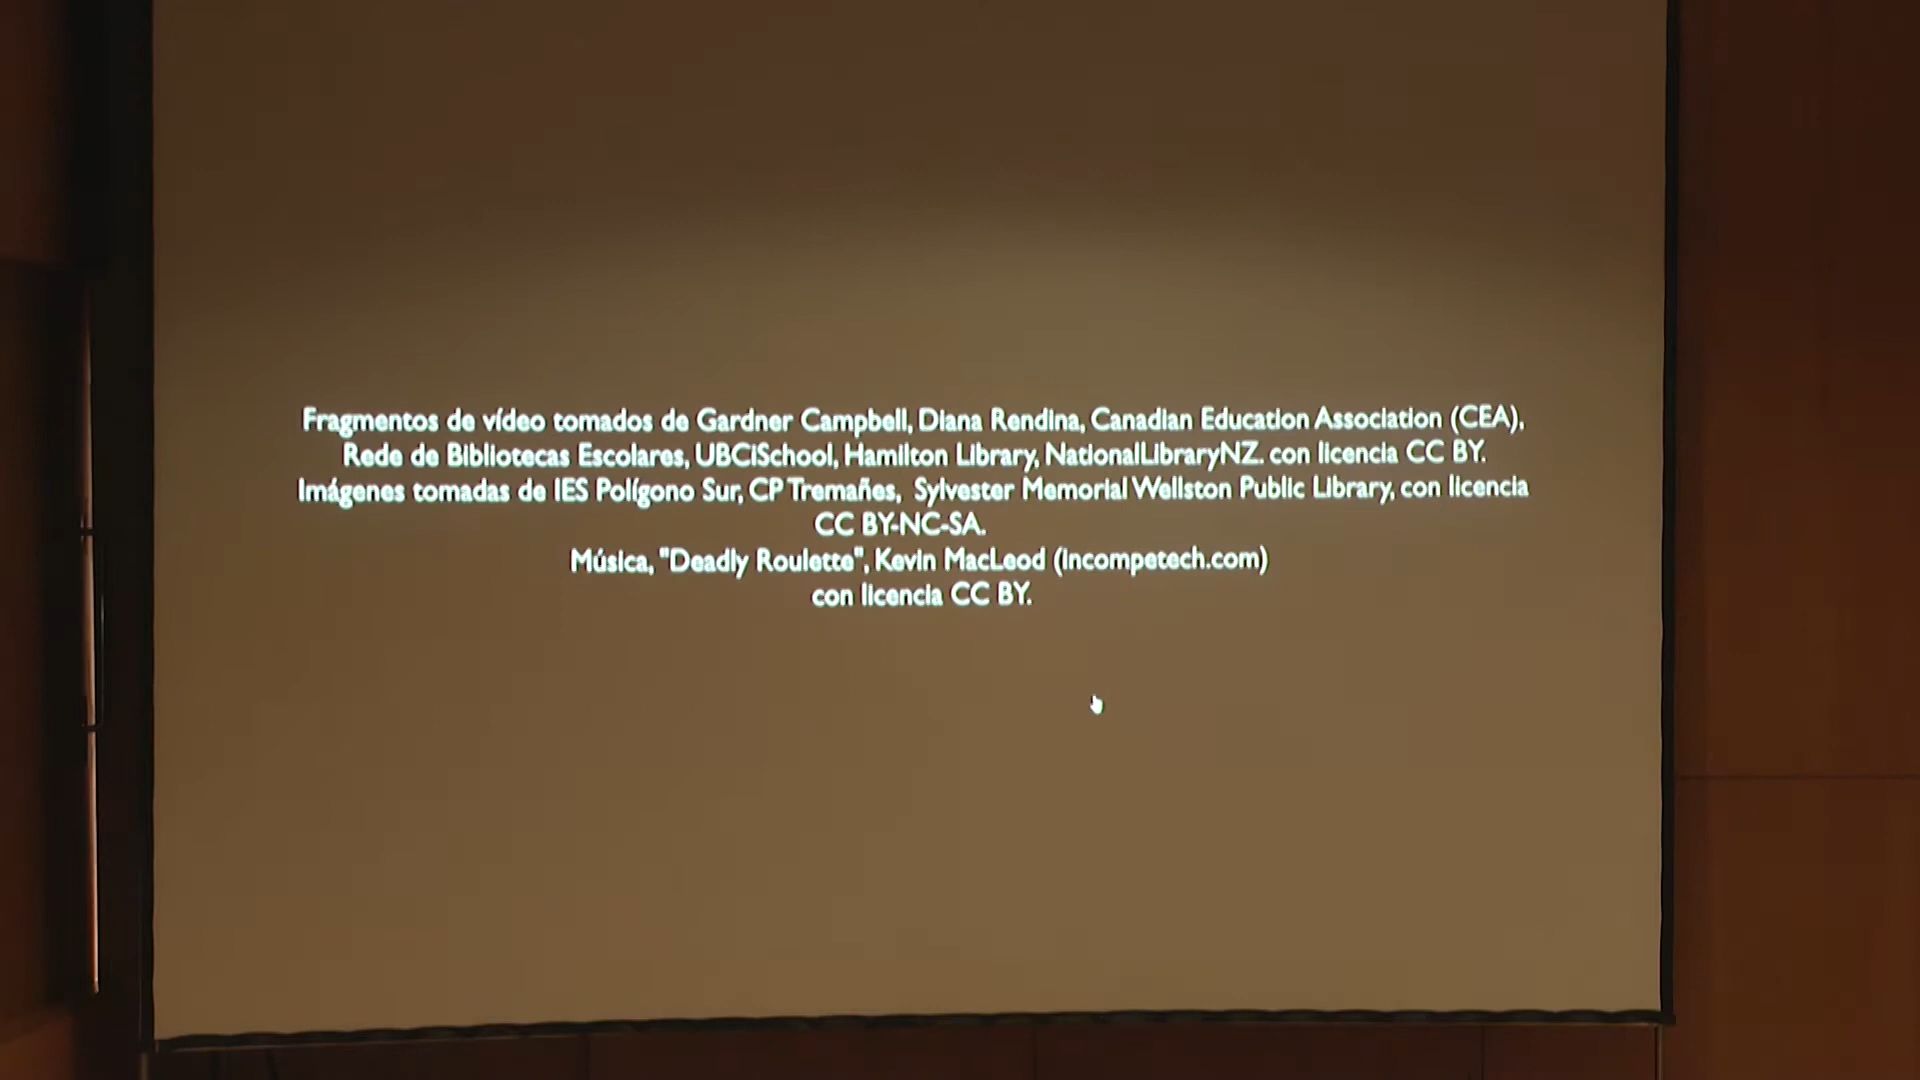 Fragmentos de vídeo tomados de Gardner Campbell, Diana Rendina, Canadian Education Association (CEA),
Rede de Bibliotecas Escolares, UBCiSchool, Hamilton Library, NationalLibraryNZ. con licencia CC BY.
Imágenes tomadas de IES Polígono Sur, CP Tremañes, Sylvester Memorial Wellston Public Library, con licencia
CC BY-NC-SA.
Música, "Deadly Roulette", Kevin MacLeod (incompetech.com)
con licencia CC BY.